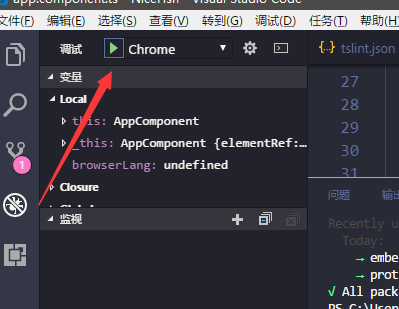 app.component.ts - NiceFish - Visual Studio Code
文件(F) 编辑(E) 选择(S) 查看(V) 转到(G) 调试(D) 任务(T) 帮助(H)
调试 Chrome
tslint.json
变量
Local
this: AppComponent
_this: AppComponent {elementRef:…
browserLang: undefined
Closure
监视
1
27
28
29
30
31
问题 输出
Recently u
Today:
→ embe
→ prot
√ All pack
PS C:\User